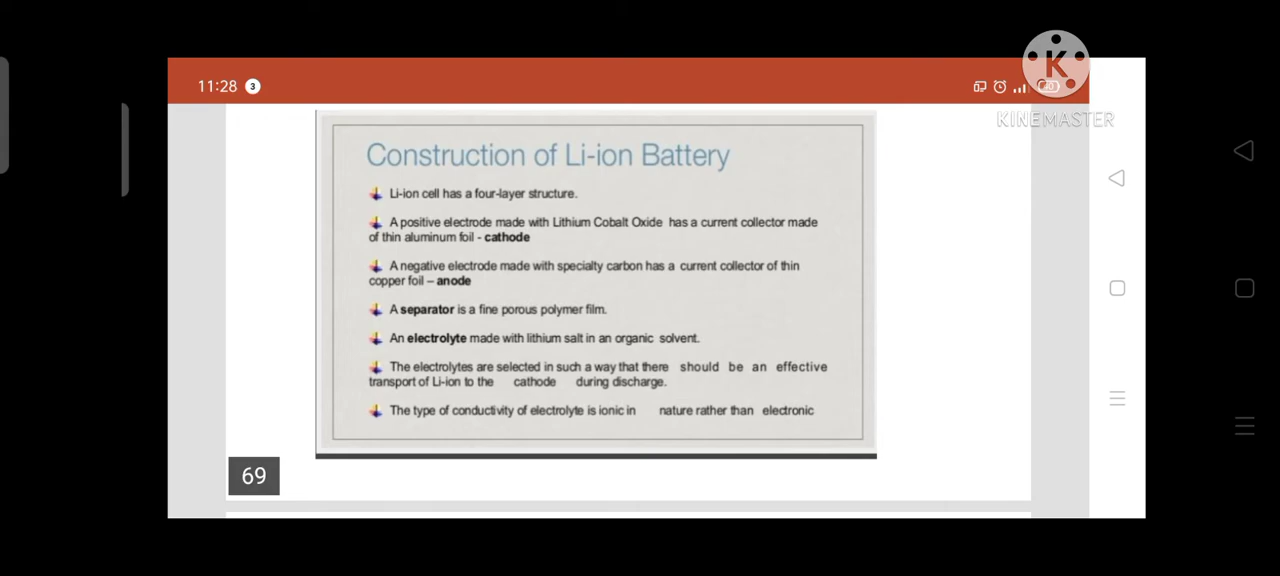 11:28 3
K
KINEMASTER
Construction of Li-ion Battery
Li-ion cell has a four-layer structure.
A positive electrode made with Lithium Cobalt Oxide has a current collector made
of thin aluminum foil - cathode
A negative electrode made with specialty carbon has a current collector of thin
copper foil – anode
A separator is a fine porous polymer film.
An electrolyte made with lithium salt in an organic solvent.
The electrolytes are selected in such a way that there should be an effective
transport of Li-ion to the cathode during discharge.
The type of conductivity of electrolyte is ionic in nature rather than electronic
69